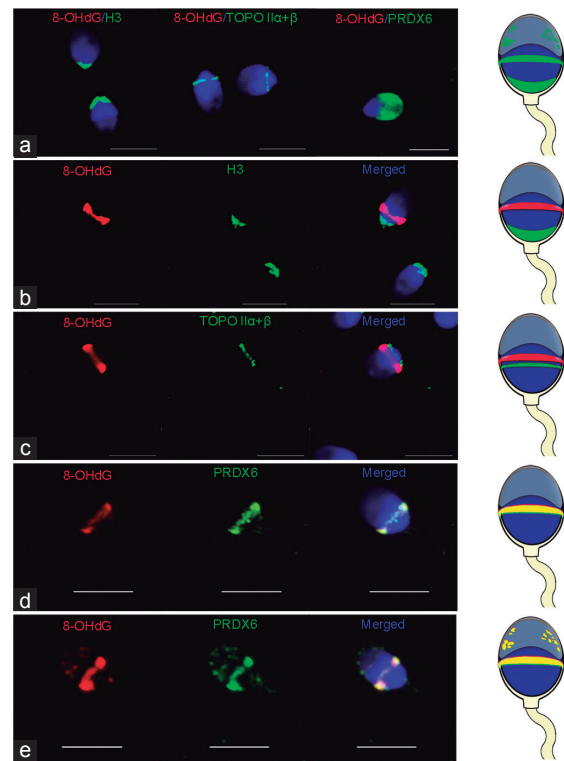 8-OHdG/H3 8-OHdG/TOPO IIα+β 8-OHdG/PRDX6
a
8-OHdG H3 Merged
b
8-OHdG TOPO IIα+β Merged
c
8-OHdG PRDX6 Merged
d
8-OHdG PRDX6 Merged
e